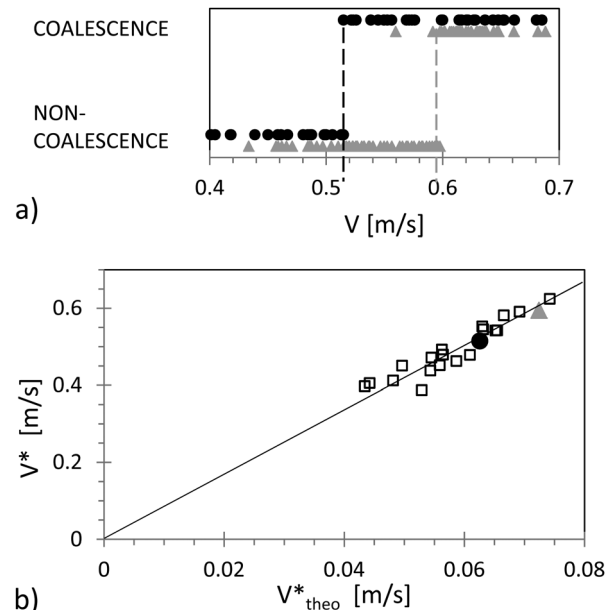 COALESCENCE
NON-
COALESCENCE
0.4 0.5 0.6 0.7
V [m/s]
a)
0.6
0.4
0.2
0
V* [m/s]
0 0.02 0.04 0.06 0.08
V*theo [m/s]
b)